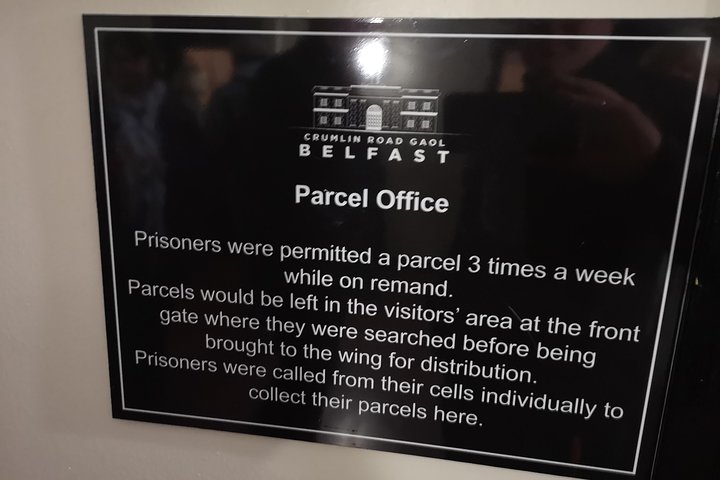 CRUMLIN ROAD GAOL
BELFAST
Parcel Office
Prisoners were permitted a parcel 3 times a week
while on remand.
Parcels would be left in the visitors' area at the front
gate where they were searched before being
brought to the wing for distribution.
Prisoners were called from their cells individually to
collect their parcels here.